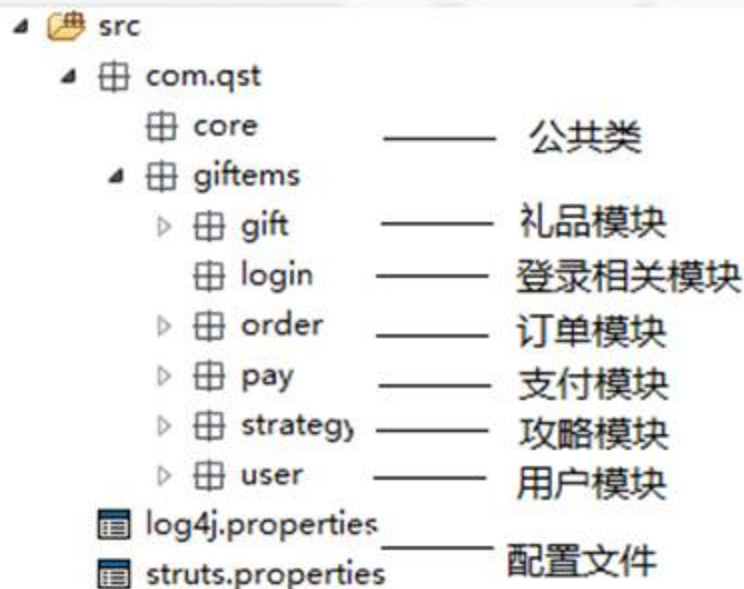 src
com.qst
core 公共类
giftems
gift 礼品模块
login 登录相关模块
order 订单模块
pay 支付模块
strategy 攻略模块
user 用户模块
log4j.properties
配置文件
struts.properties